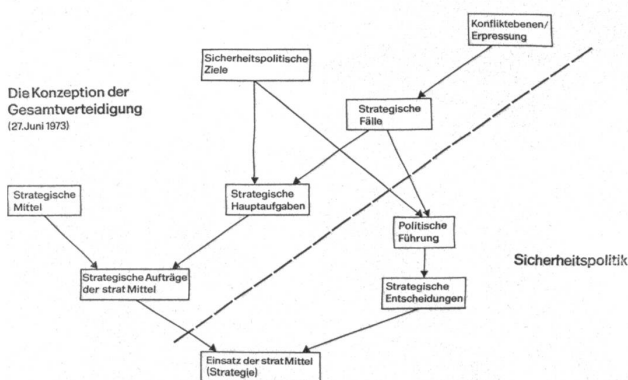 Konfliktebenen/
Erpressung
Sicherheitspolitische
Ziele
Die Konzeption der
Gesamtverteidigung
(27.Juni 1973)
Strategische
Fälle
Strategische
Mittel
Strategische
Hauptaufgaben
Politische
Führung
Sicherheitspolitik
Strategische Aufträge
der strat Mittel
Strategische
Entscheidungen
Einsatz der strat Mittel
(Strategie)